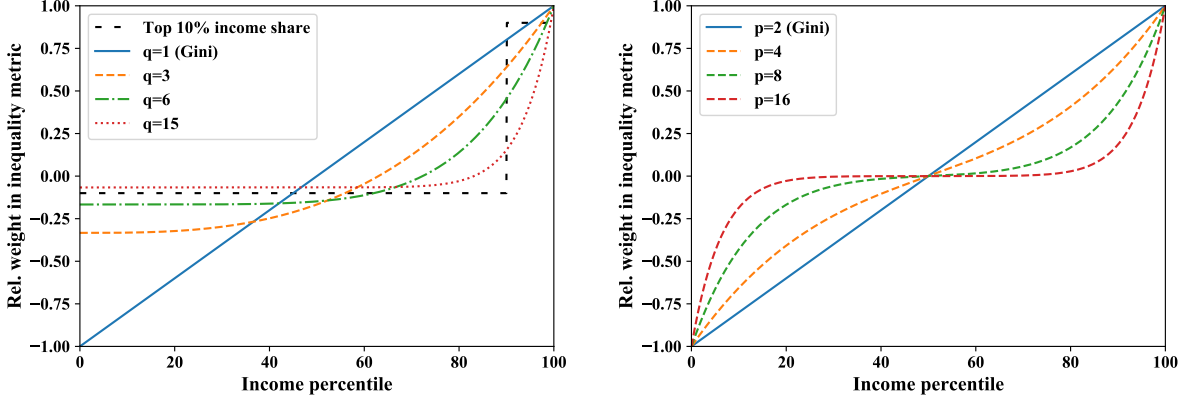 Rel. weight in inequality metric
1.00
0.75
0.50
0.25
0.00
−0.25
−0.50
−0.75
−1.00
Top 10% income share
q=1 (Gini)
q=3
q=6
q=15
0 20 40 60 80 100
Income percentile
Rel. weight in inequality metric
1.00
0.75
0.50
0.25
0.00
−0.25
−0.50
−0.75
−1.00
p=2 (Gini)
p=4
p=8
p=16
0 20 40 60 80 100
Income percentile